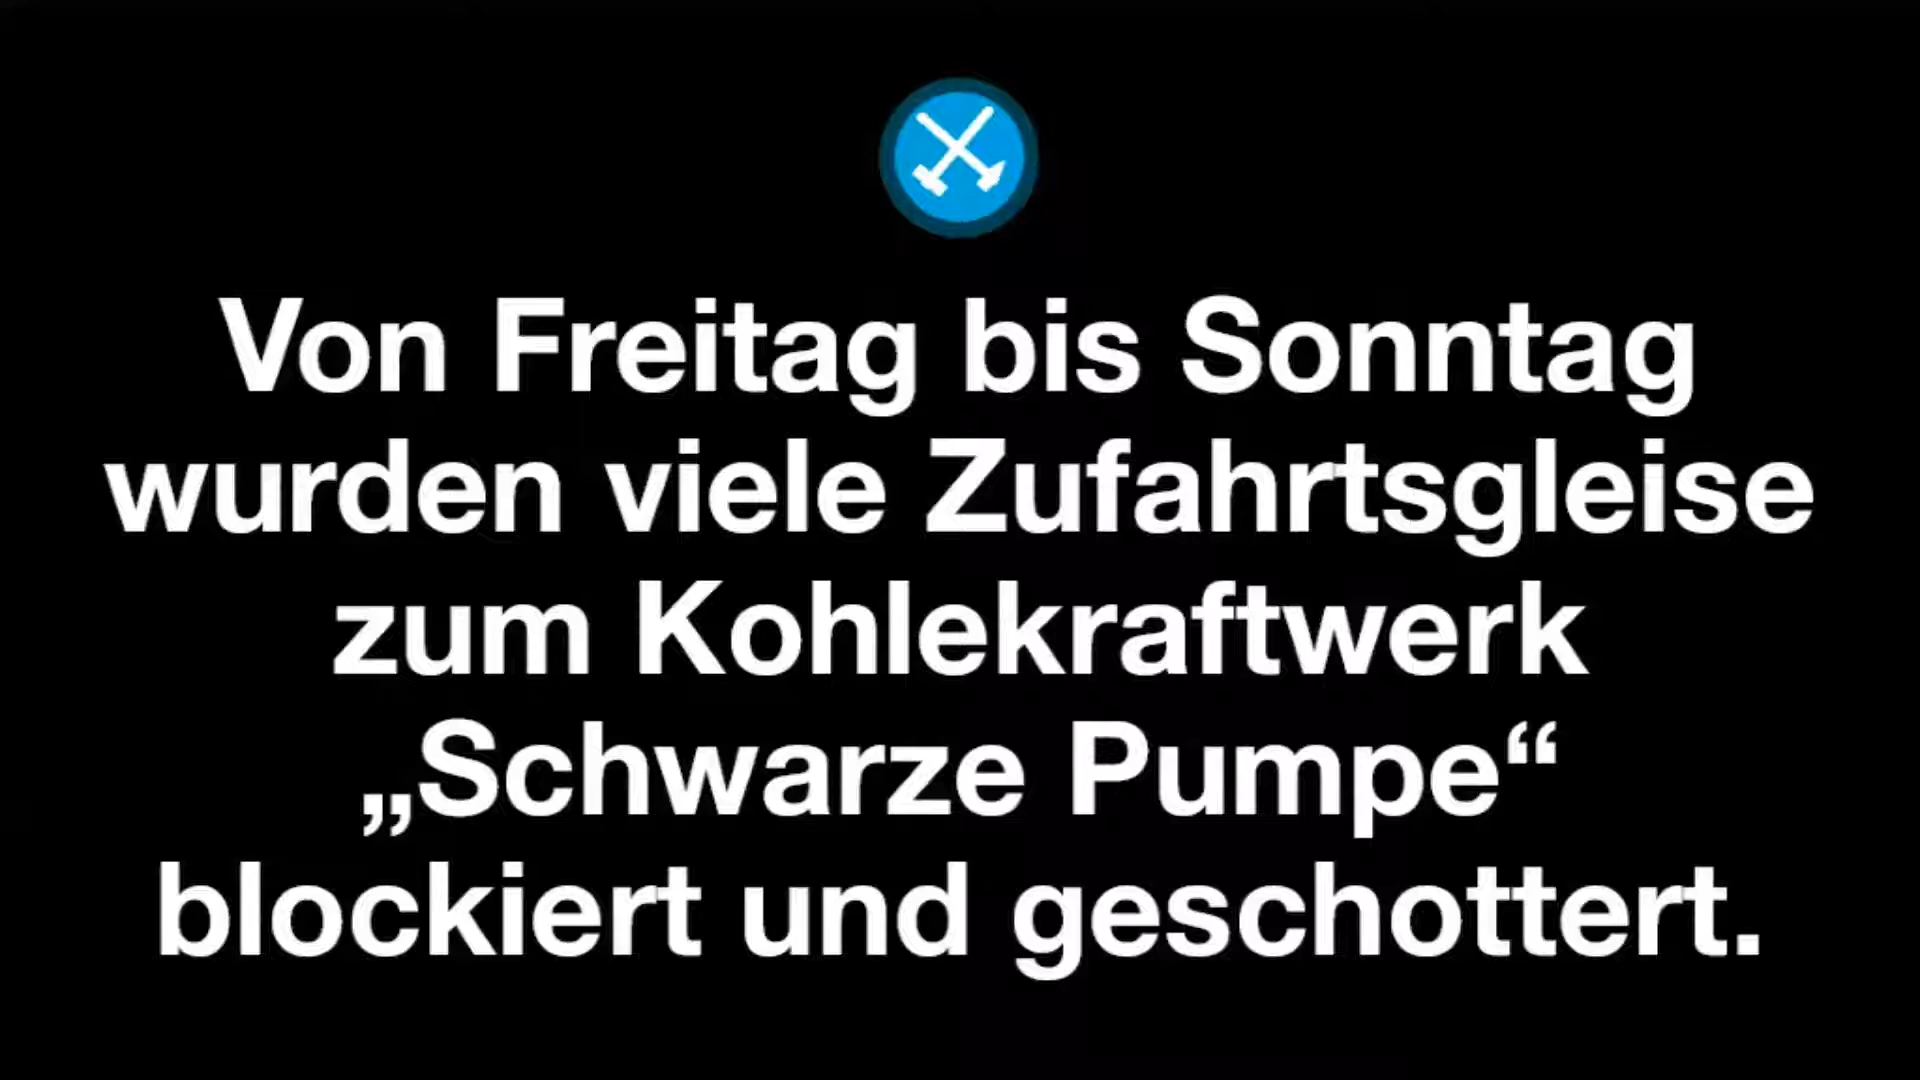 Von Freitag bis Sonntag
wurden viele Zufahrtsgleise
zum Kohlekraftwerk
„Schwarze Pumpe“
blockiert und geschottert.